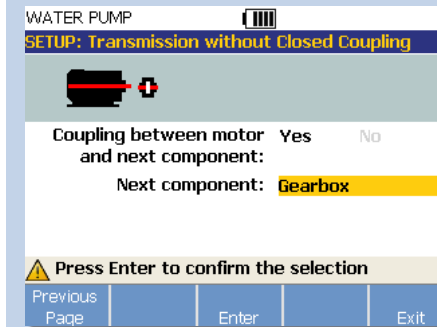 WATER PUMP
SETUP: Transmission without Closed Coupling
Coupling between motor Yes No
and next component:
Next component: Gearbox
Press Enter to confirm the selection
Previous
Page Enter Exit